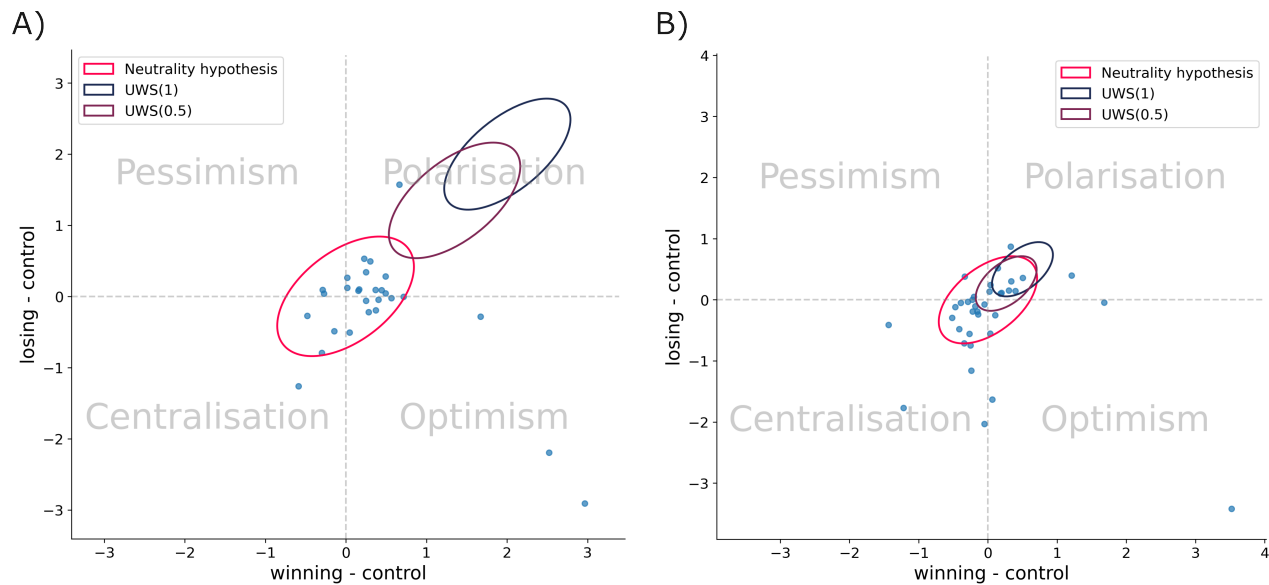 A)
Neutrality hypothesis
UWS(1)
UWS(0.5)
Pessimism
Polarisation
Centralisation
Optimism
3
2
1
0
−1
−2
−3
losing - control
−3 −2 −1 0 1 2 3
winning - control
B)
Neutrality hypothesis
UWS(1)
UWS(0.5)
Pessimism
Polarisation
Centralisation
Optimism
4
3
2
1
0
−1
−2
−3
losing - control
−3 −2 −1 0 1 2 3 4
winning - control